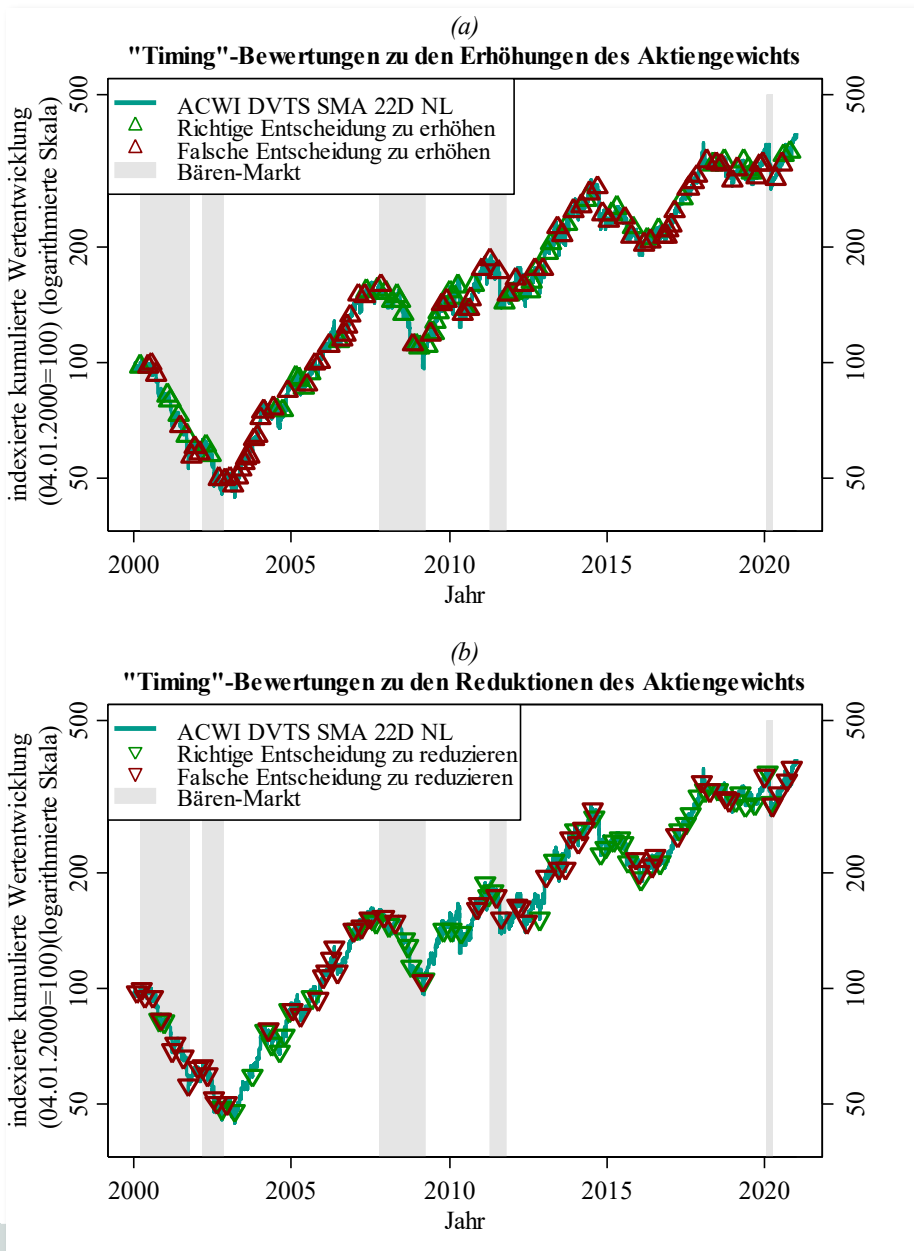 (a)
"Timing"-Bewertungen zu den Erhöhungen des Aktiengewichts
indexierte kumulierte Wertentwicklung
(04.01.2000=100) (logarithmierte Skala)
500
200
100
50
ACWI DVTS SMA 22D NL
Richtige Entscheidung zu erhöhen
Falsche Entscheidung zu erhöhen
Bären-Markt
500
200
100
50
2000 2005 2010 2015 2020
Jahr
(b)
"Timing"-Bewertungen zu den Reduktionen des Aktiengewichts
indexierte kumulierte Wertentwicklung
(04.01.2000=100)(logarithmierte Skala)
500
200
100
50
ACWI DVTS SMA 22D NL
Richtige Entscheidung zu reduzieren
Falsche Entscheidung zu reduzieren
Bären-Markt
500
200
100
50
2000 2005 2010 2015 2020
Jahr